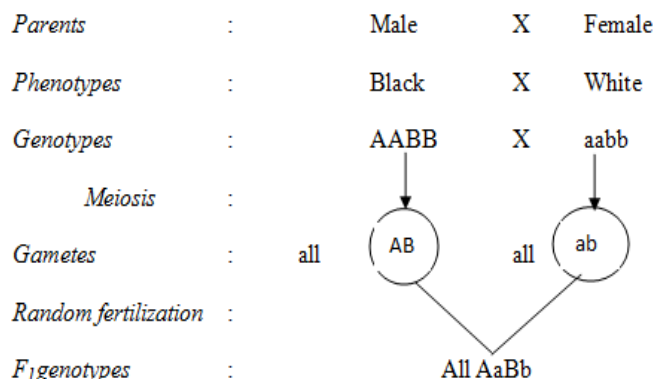 Parents : Male X Female
Phenotypes : Black X White
Genotypes : AABB X aabb
Meiosis :
Gametes : all AB all ab
Random fertilization :
F1genotypes : All AaBb